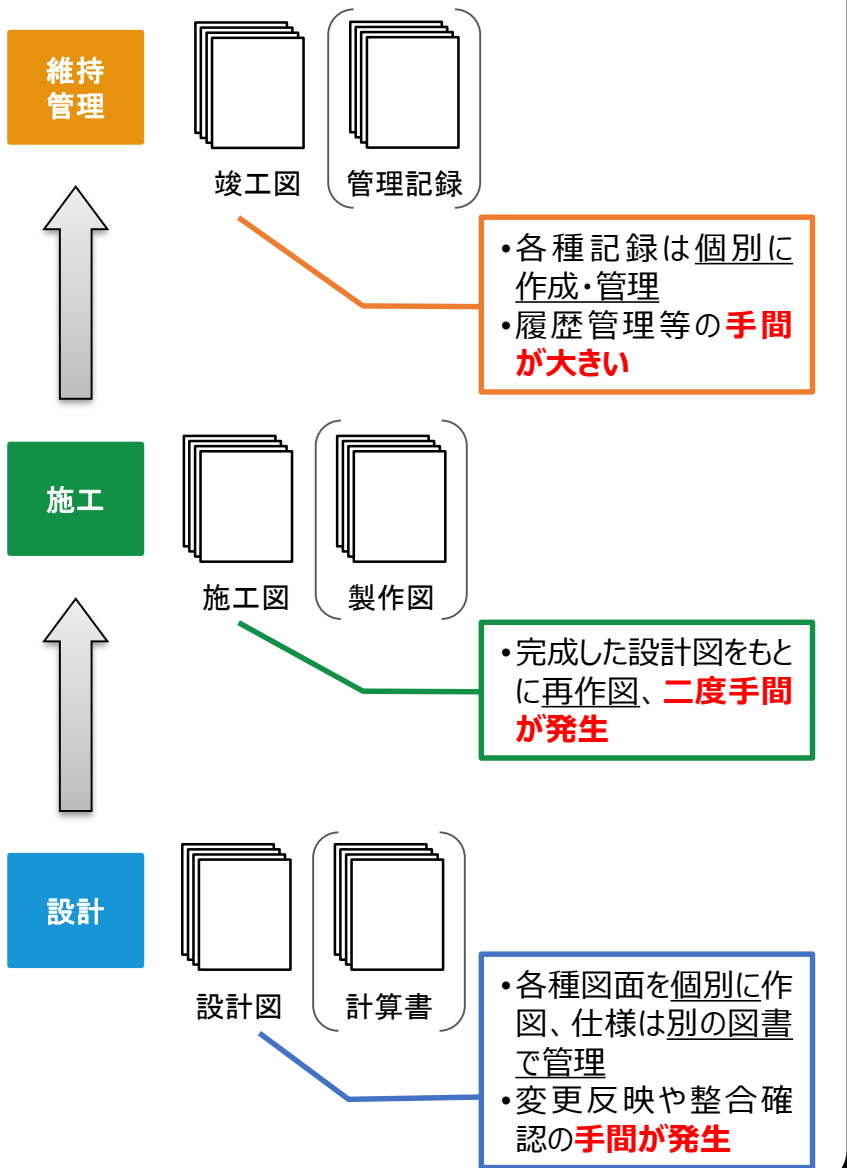 維持
管理
竣工図
管理記録
•各種記録は個別に
作成・管理
•履歴管理等の手間
が大きい
施工
施工図
製作図
•完成した設計図をもと
に再作図、二度手間
が発生
設計
設計図
計算書
•各種図面を個別に作
図、仕様は別の図書
で管理
•変更反映や整合確
認の手間が発生